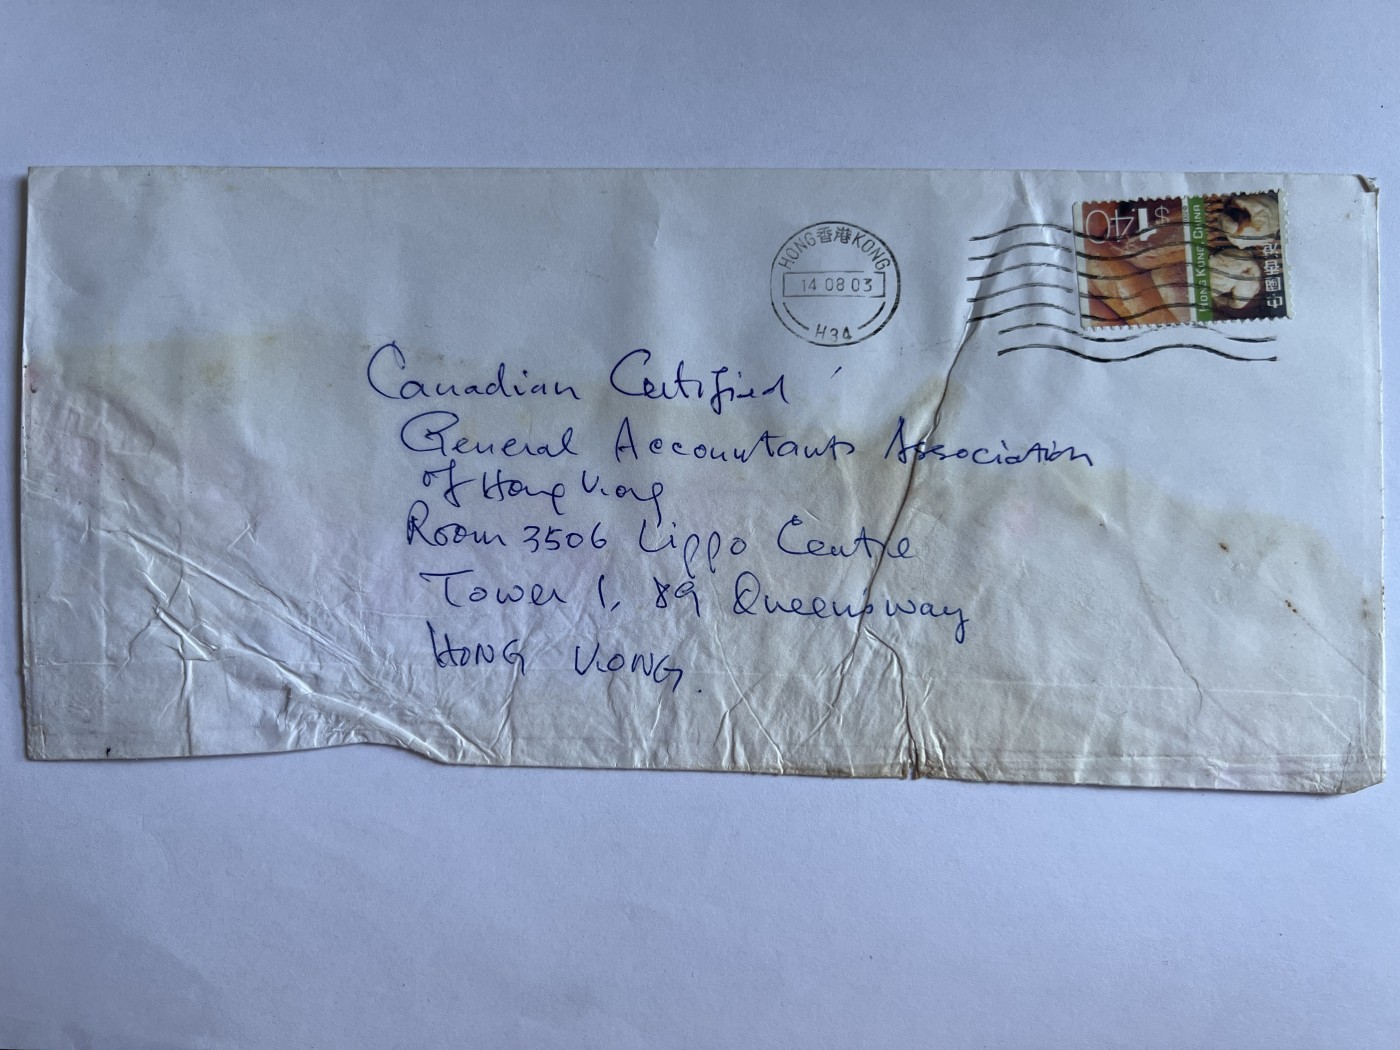 HONG 香港 KONG
14 08 03
H34
$1.40
HONG KONG, CHINA
中國香港
Canadian Certified
General Accountants Association
of Hong Kong
Room 3506 Lippo Centre
Tower 1, 89 Queensway
HONG KONG.